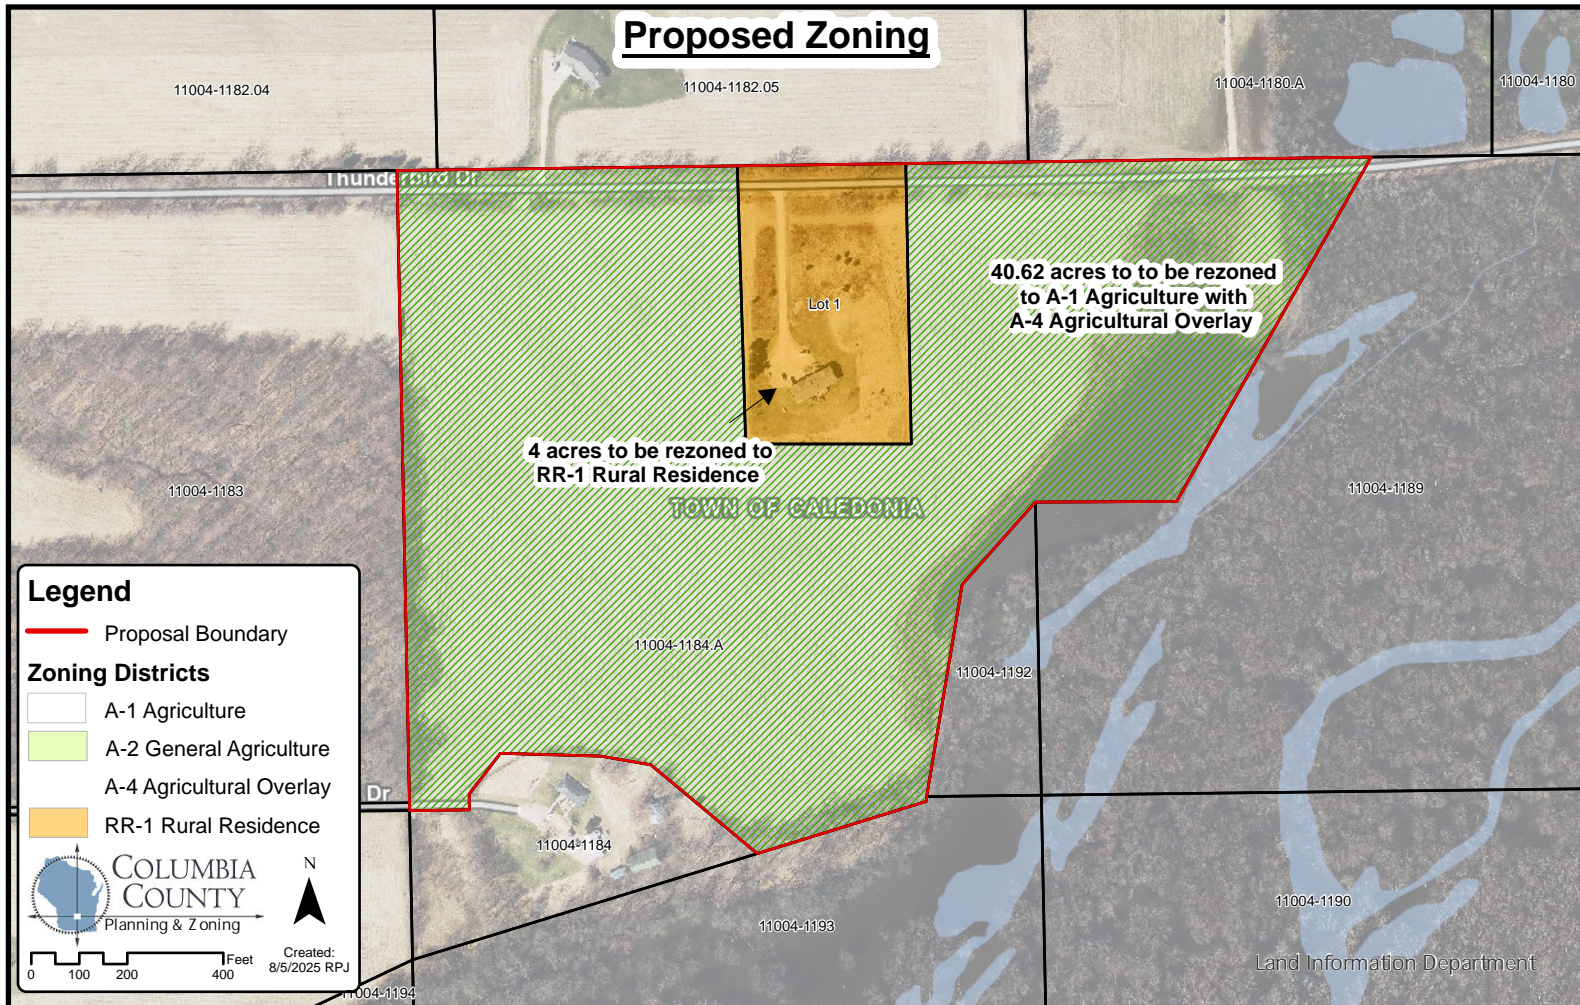 Proposed Zoning
11004-1182.04
11004-1182.05
11004-1180.A
11004-1180
Thunderbird Dr
Lot 1
40.62 acres to to be rezoned
to A-1 Agriculture with
A-4 Agricultural Overlay
4 acres to be rezoned to
RR-1 Rural Residence
TOWN OF CALEDONIA
11004-1183
11004-1189
11004-1184.A
11004-1192
Legend
Proposal Boundary
Zoning Districts
A-1 Agriculture
A-2 General Agriculture
A-4 Agricultural Overlay
RR-1 Rural Residence
Dr
11004-1184
11004-1190
11004-1193
COLUMBIA
COUNTY
Planning & Zoning
N
Created:
8/5/2025 RPJ
Feet
0 100 200 400
11004-1194
Land Information Department